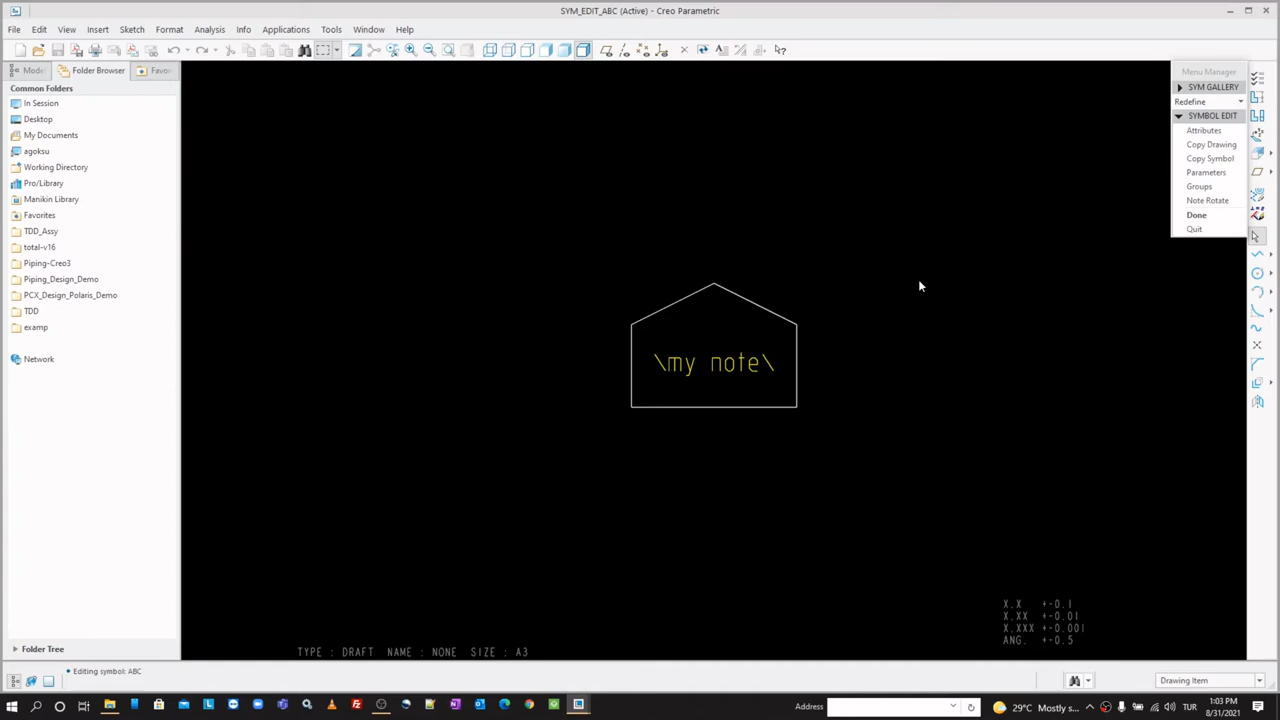 SYM_EDIT_ABC (Active) - Creo Parametric
File Edit View Insert Sketch Format Analysis Info Applications Tools Window Help
Mode Folder Browser Favo
Common Folders
In Session
Desktop
My Documents
agoksu
Working Directory
Pro/Library
Manikin Library
Favorites
TDD_Assy
total-v16
Piping-Creo3
Piping_Design_Demo
PCX_Design_Polaris_Demo
TDD
examp
Network
Folder Tree
Menu Manager
SYM GALLERY
Redefine
SYMBOL EDIT
Attributes
Copy Drawing
Copy Symbol
Parameters
Groups
Note Rotate
Done
Quit
\my note\
X.X +-0.1
X.XX +-0.01
X.XXX +-0.001
ANG. +-0.5
TYPE : DRAFT NAME : NONE SIZE : A3
Editing symbol: ABC
Drawing Item
Address
29°C Mostly s...
TUR
1:03 PM
8/31/2021